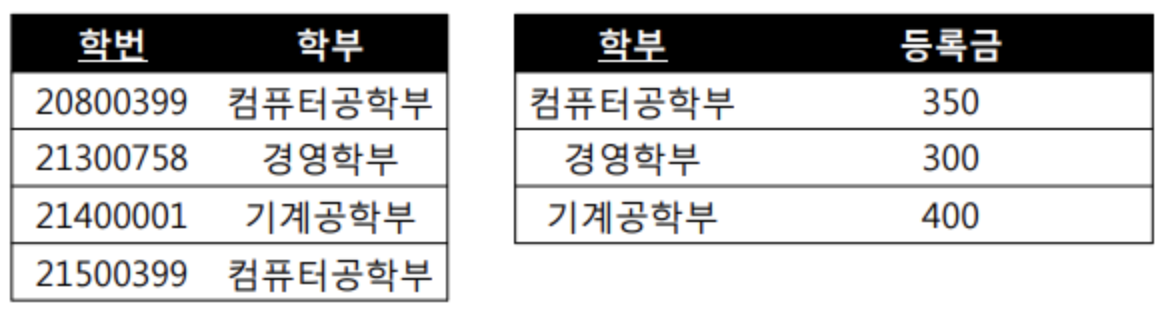 학번 학부
20800399 컴퓨터공학부
21300758 경영학부
21400001 기계공학부
21500399 컴퓨터공학부
학부 등록금
컴퓨터공학부 350
경영학부 300
기계공학부 400